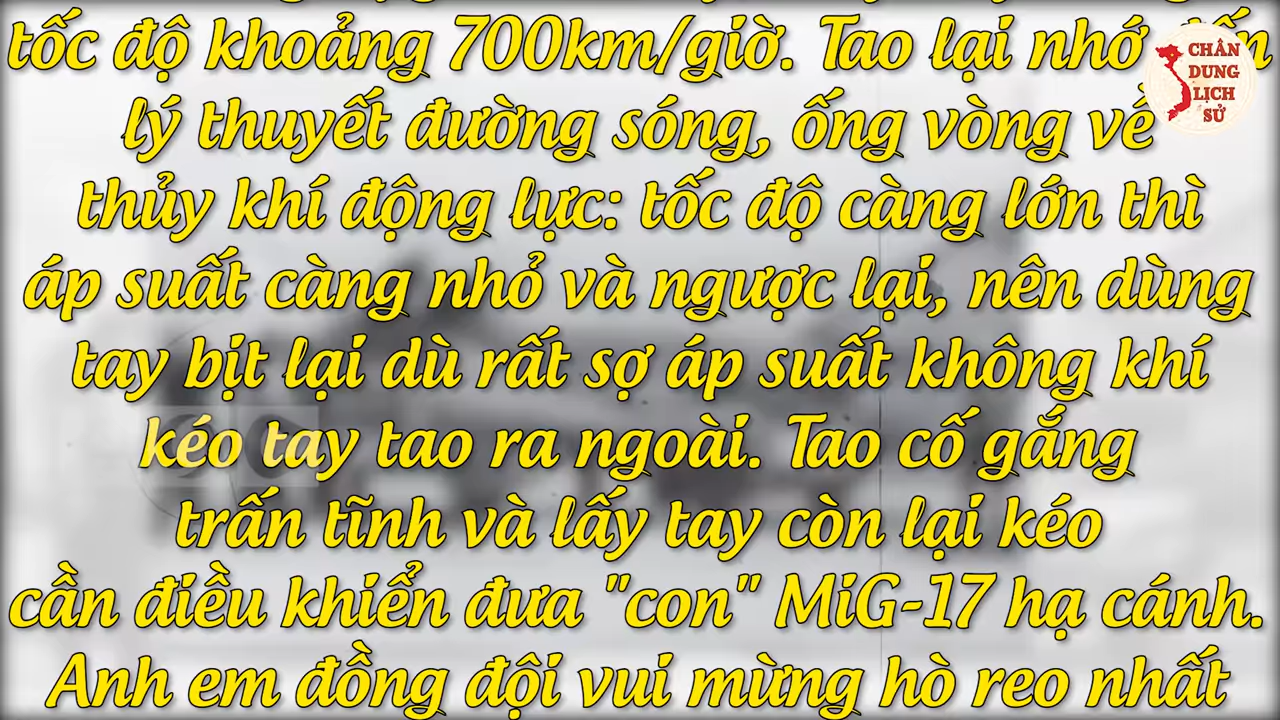 tốc độ khoảng 700km/giờ. Tao lại nhớ
lý thuyết đường sóng, ống vòng về
thủy khí động lực: tốc độ càng lớn thì
áp suất càng nhỏ và ngược lại, nên dùng
tay bịt lại dù rất sợ áp suất không khí
kéo tay tao ra ngoài. Tao cố gắng
trấn tĩnh và lấy tay còn lại kéo
cần điều khiển đưa "con" MiG-17 hạ cánh.
Anh em đồng đội vui mừng hò reo nhất
CHÂN
DUNG
LỊCH
SỬ